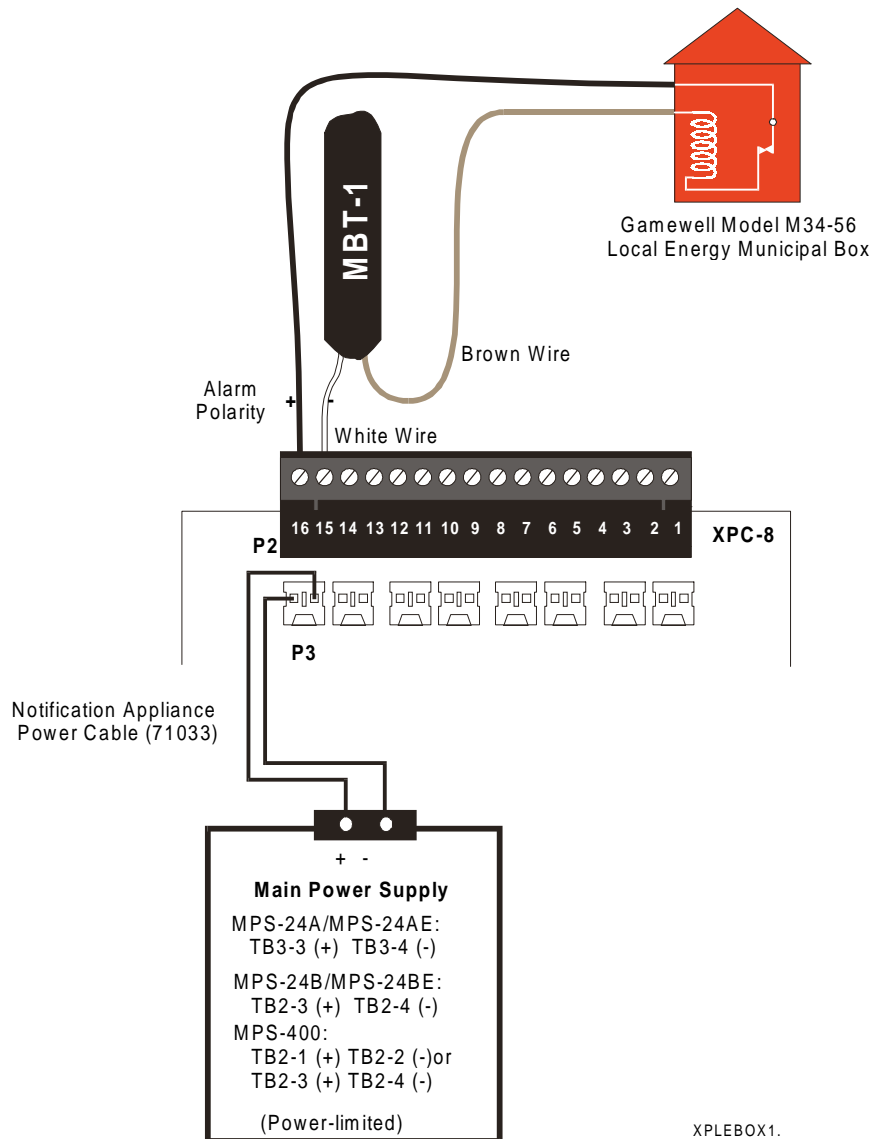 Gamewell Model M34-56
Local Energy Municipal Box
MBT-1
Brown Wire
Alarm
Polarity
+ -
White Wire
16 15 14 13 12 11 10 9 8 7 6 5 4 3 2 1
P2
XPC-8
P3
Notification Appliance
Power Cable (71033)
+ -
Main Power Supply
MPS-24A/MPS-24AE:
TB3-3 (+) TB3-4 (-)
MPS-24B/MPS-24BE:
TB2-3 (+) TB2-4 (-)
MPS-400:
TB2-1 (+) TB2-2 (-)or
TB2-3 (+) TB2-4 (-)
(Power-limited)
XPLEBOX1.